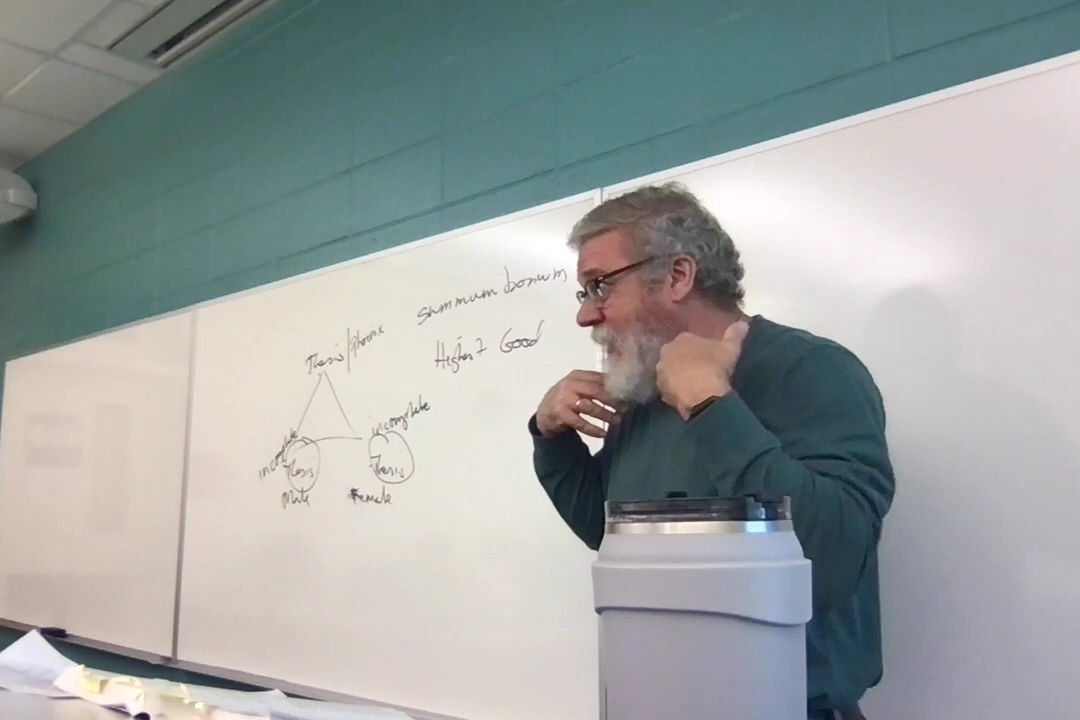 summum bonum
Highest Good
Thesis/phoenix
incomplete
incomplete
Thesis
Thesis
Male
Female